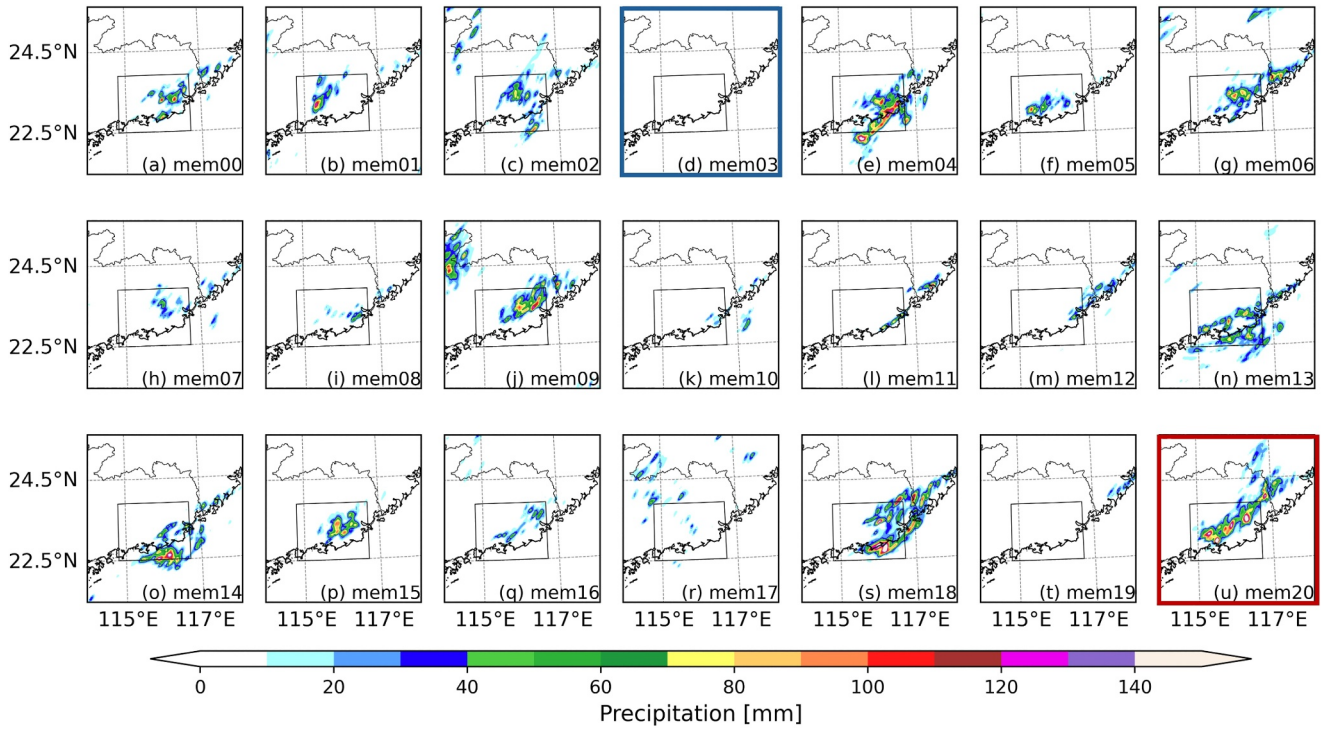 24.5°N
22.5°N
(a) mem00
(b) mem01
(c) mem02
(d) mem03
(e) mem04
(f) mem05
(g) mem06
24.5°N
22.5°N
(h) mem07
(i) mem08
(j) mem09
(k) mem10
(l) mem11
(m) mem12
(n) mem13
24.5°N
22.5°N
(o) mem14
(p) mem15
(q) mem16
(r) mem17
(s) mem18
(t) mem19
(u) mem20
115°E 117°E 115°E 117°E 115°E 117°E 115°E 117°E 115°E 117°E 115°E 117°E 115°E 117°E
0 20 40 60 80 100 120 140
Precipitation [mm]